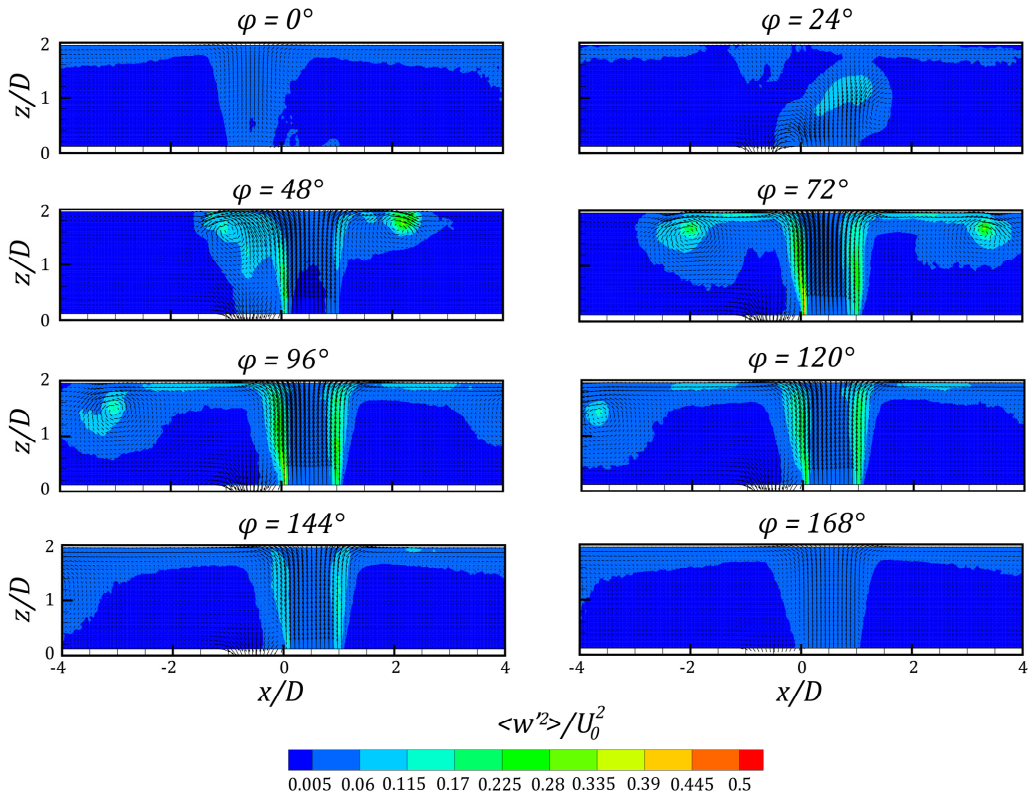 φ = 0° φ = 24°
z/D 2 1 0
φ = 48° φ = 72°
z/D 2 1 0
φ = 96° φ = 120°
z/D 2 1 0
φ = 144° φ = 168°
z/D 2 1 0
-4 -2 0 2 4 -4 -2 0 2 4
x/D x/D
<w'²>/U₀²
0.005 0.06 0.115 0.17 0.225 0.28 0.335 0.39 0.445 0.5